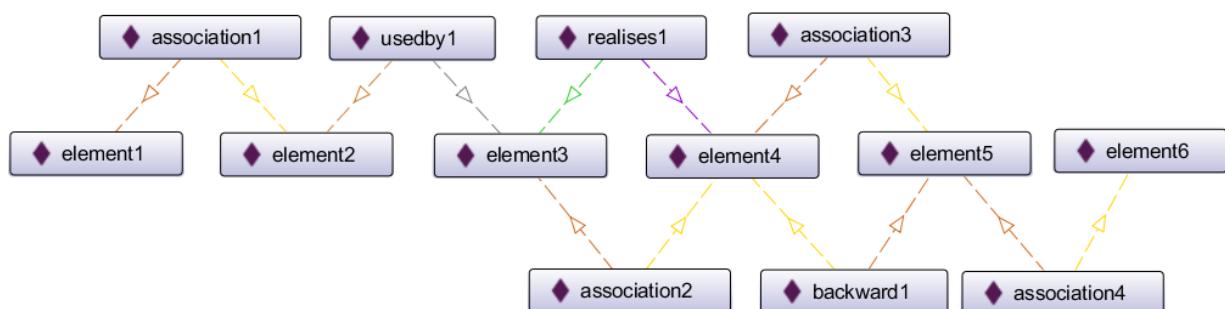 association1
usedby1
realises1
association3
element1
element2
element3
element4
element5
element6
association2
backward1
association4